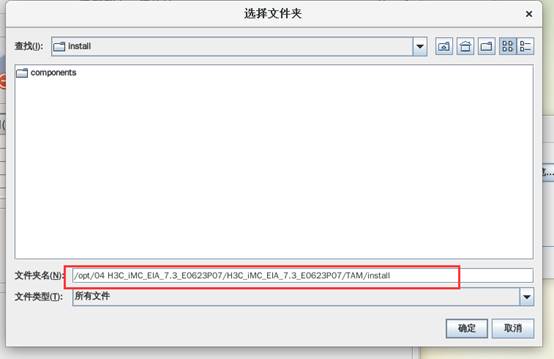 选择文件夹
查找(I): install
components
文件夹名(N): /opt/04 H3C_iMC_EIA_7.3_E0623P07/H3C_iMC_EIA_7.3_E0623P07/TAM/install
文件类型(T): 所有文件
确定 取消